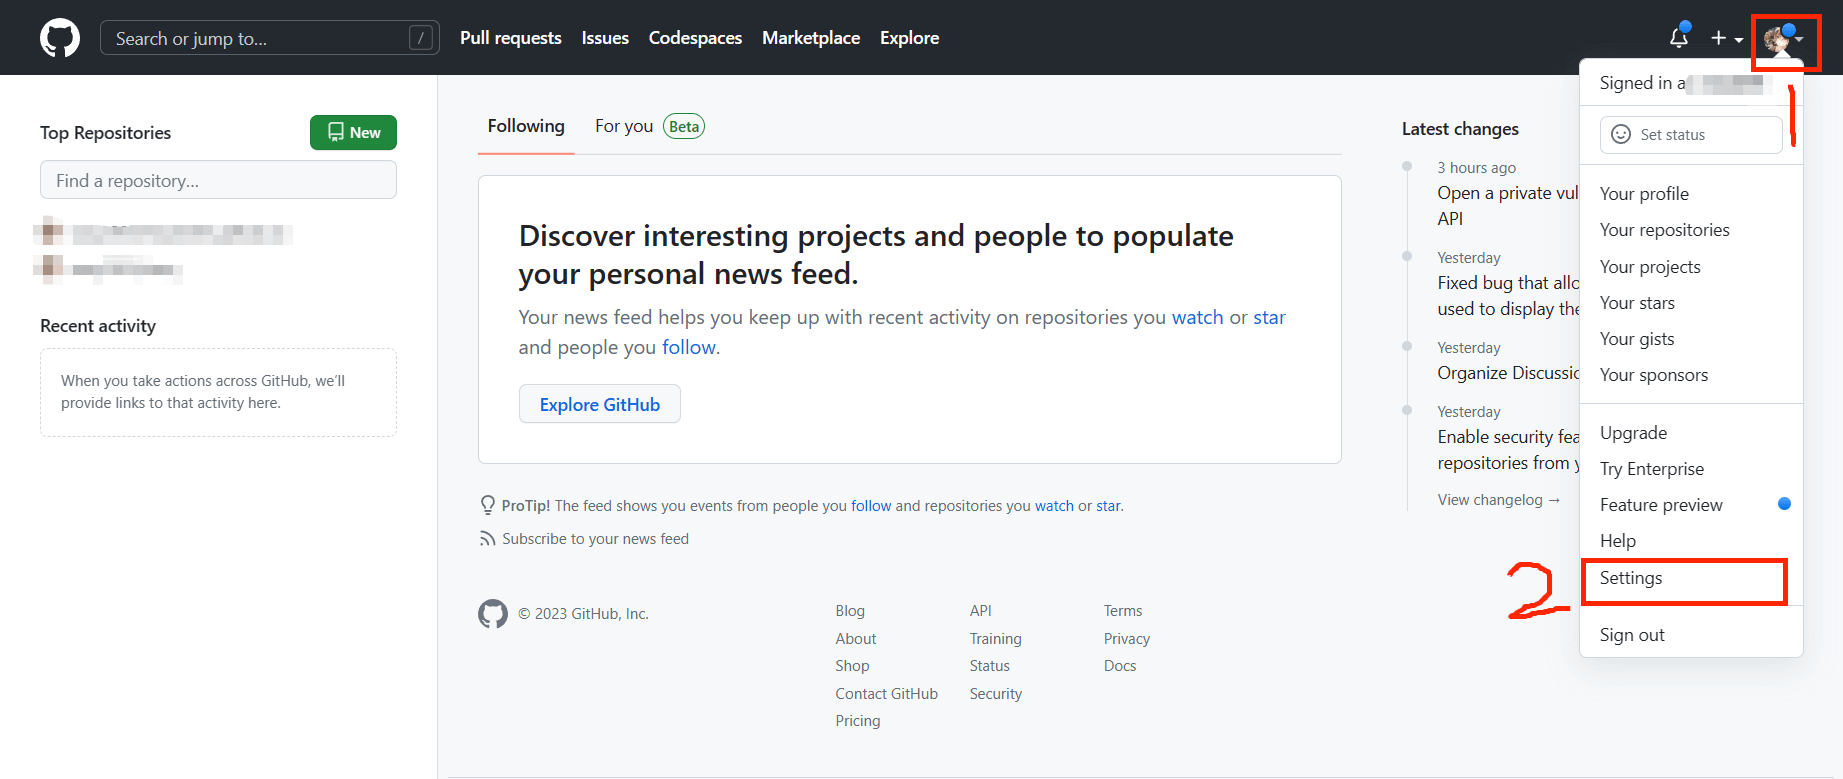 Search or jump to...
/
Pull requests
Issues
Codespaces
Marketplace
Explore
Top Repositories
New
Find a repository...
Recent activity
When you take actions across GitHub, we'll
provide links to that activity here.
Following
For you
Beta
Discover interesting projects and people to populate
your personal news feed.
Your news feed helps you keep up with recent activity on repositories you watch or star
and people you follow.
Explore GitHub
ProTip! The feed shows you events from people you follow and repositories you watch or star.
Subscribe to your news feed
© 2023 GitHub, Inc.
Blog
About
Shop
Contact GitHub
Pricing
API
Training
Status
Security
Terms
Privacy
Docs
Latest changes
3 hours ago
Open a private vul
API
Yesterday
Fixed bug that allo
used to display the
Yesterday
Organize Discussio
Yesterday
Enable security fea
repositories from y
View changelog →
Signed in a
1
Set status
Your profile
Your repositories
Your projects
Your stars
Your gists
Your sponsors
Upgrade
Try Enterprise
Feature preview
Help
2
Settings
Sign out